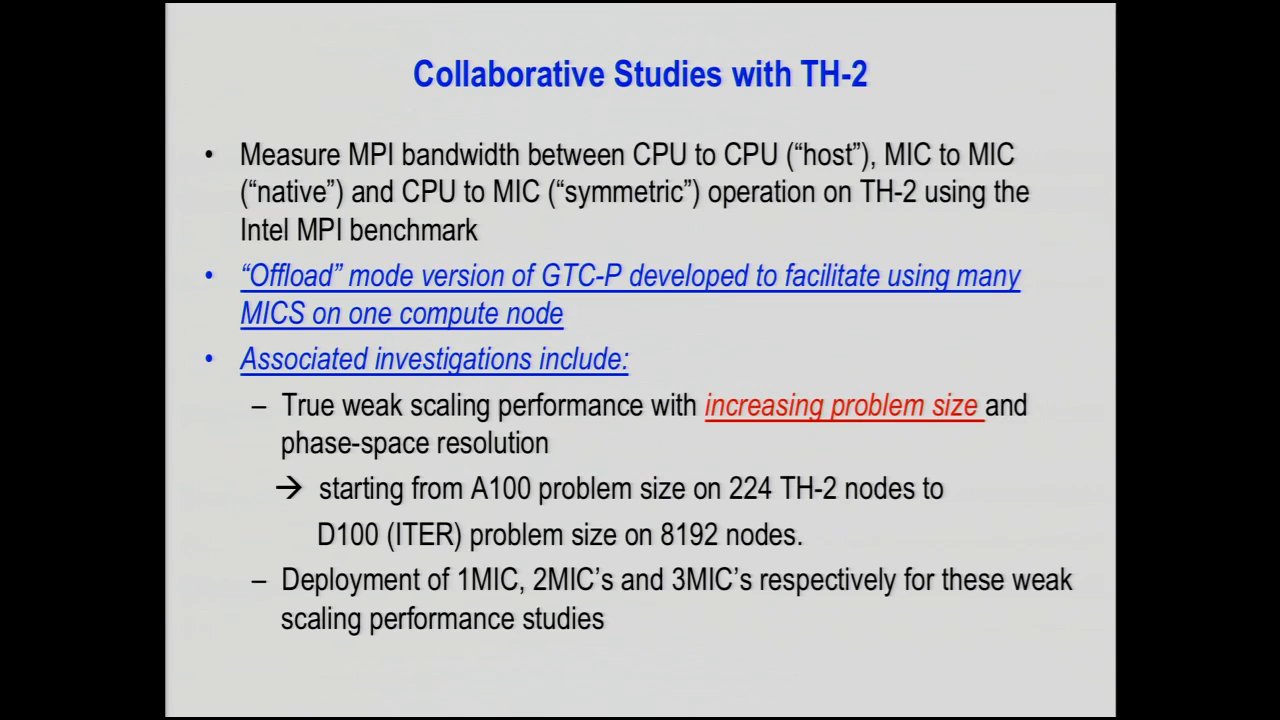 Collaborative Studies with TH-2
• Measure MPI bandwidth between CPU to CPU (“host”), MIC to MIC
(“native”) and CPU to MIC (“symmetric”) operation on TH-2 using the
Intel MPI benchmark
• “Offload” mode version of GTC-P developed to facilitate using many
MICS on one compute node
• Associated investigations include:
– True weak scaling performance with increasing problem size and
phase-space resolution
→ starting from A100 problem size on 224 TH-2 nodes to
D100 (ITER) problem size on 8192 nodes.
– Deployment of 1MIC, 2MIC’s and 3MIC’s respectively for these weak
scaling performance studies